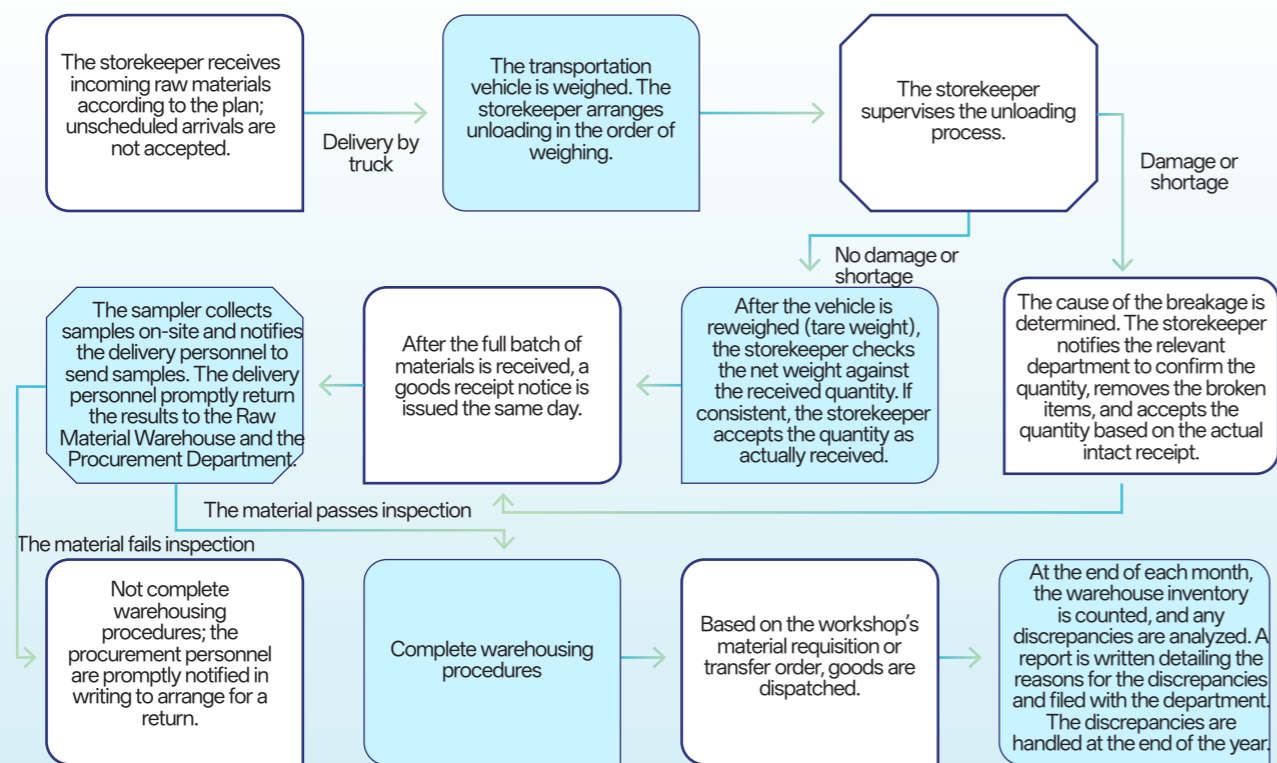 The storekeeper receives
incoming raw materials
according to the plan;
unscheduled arrivals are
not accepted.
Delivery by
truck
The transportation
vehicle is weighed. The
storekeeper arranges
unloading in the order of
weighing.
The storekeeper
supervises the unloading
process.
Damage or
shortage
No damage or
shortage
The cause of the breakage is
determined. The storekeeper
notifies the relevant
department to confirm the
quantity, removes the broken
items, and accepts the
quantity based on the actual
intact receipt.
After the vehicle is
reweighed (tare weight),
the storekeeper checks
the net weight against
the received quantity. If
consistent, the storekeeper
accepts the quantity as
actually received.
After the full batch of
materials is received, a
goods receipt notice is
issued the same day.
The sampler collects
samples on-site and notifies
the delivery personnel to
send samples. The delivery
personnel promptly return
the results to the Raw
Material Warehouse and the
Procurement Department.
The material passes inspection
The material fails inspection
Not complete
warehousing
procedures; the
procurement personnel
are promptly notified in
writing to arrange for a
return.
Complete warehousing
procedures
Based on the workshop's
material requisition or
transfer order, goods are
dispatched.
At the end of each month,
the warehouse inventory
is counted, and any
discrepancies are analyzed. A
report is written detailing the
reasons for the discrepancies
and filed with the department.
The discrepancies are
handled at the end of the year.